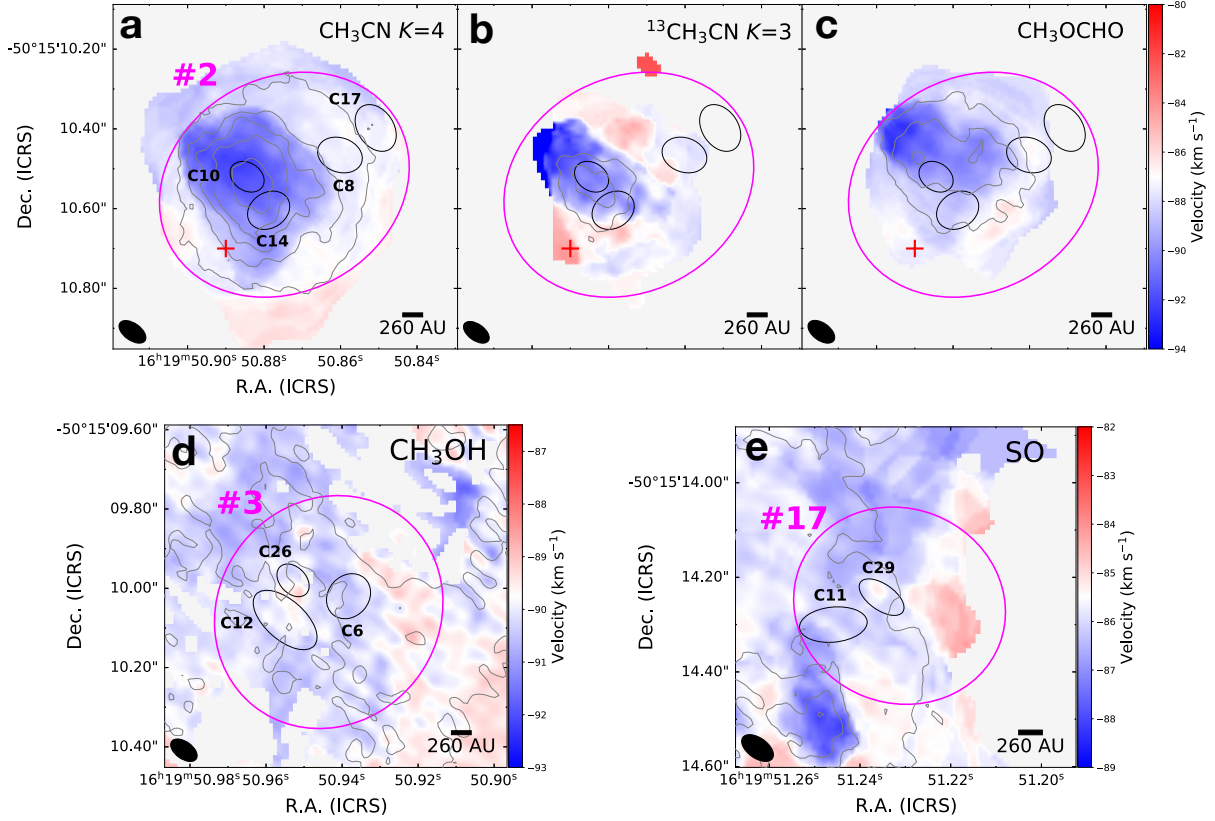 a
CH₃CN K=4
#2
C17
C10
C8
C14
260 AU
-50°15'10.20"
10.40"
10.60"
10.80"
Dec. (ICRS)
16ʰ19ᵐ50.90ˢ
50.88ˢ
50.86ˢ
50.84ˢ
R.A. (ICRS)
b
¹³CH₃CN K=3
260 AU
c
CH₃OCHO
260 AU
−80
−82
−84
−86
−88
−90
−92
−94
Velocity (km s⁻¹)
d
CH₃OH
#3
C26
C12
C6
260 AU
-50°15'09.60"
09.80"
10.00"
10.20"
10.40"
Dec. (ICRS)
16ʰ19ᵐ50.98ˢ
50.96ˢ
50.94ˢ
50.92ˢ
50.90ˢ
R.A. (ICRS)
−87
−88
−89
−90
−91
−92
−93
Velocity (km s⁻¹)
e
SO
#17
C29
C11
260 AU
-50°15'14.00"
14.20"
14.40"
14.60"
Dec. (ICRS)
16ʰ19ᵐ51.26ˢ
51.24ˢ
51.22ˢ
51.20ˢ
R.A. (ICRS)
−82
−83
−84
−85
−86
−87
−88
−89
Velocity (km s⁻¹)